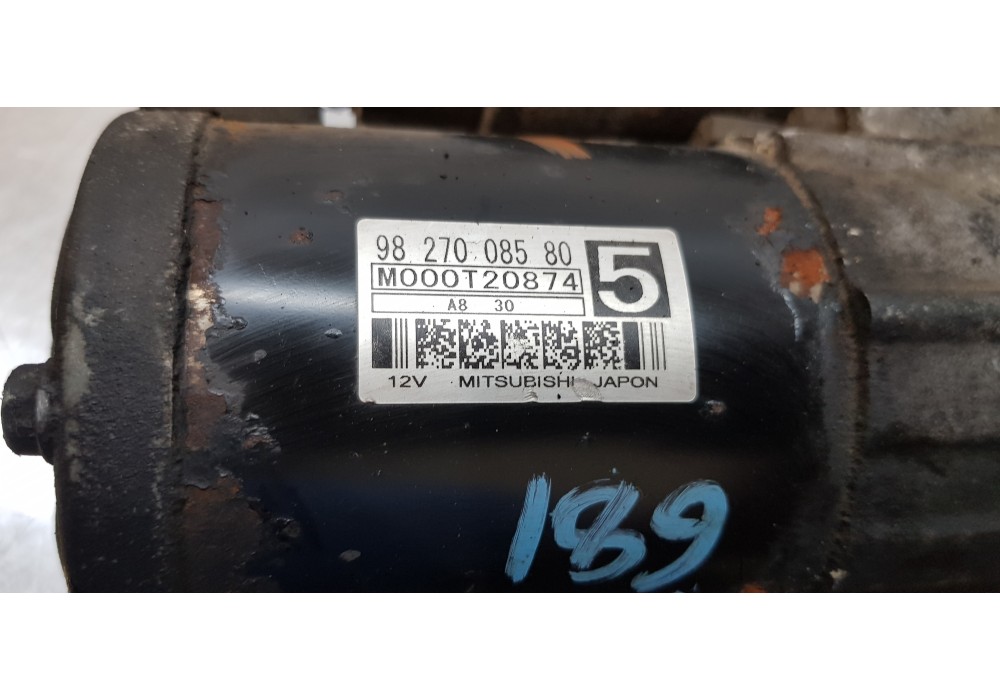 98 270 085 80
5
M000T20874
A8 30
12V MITSUBISHI JAPON
189